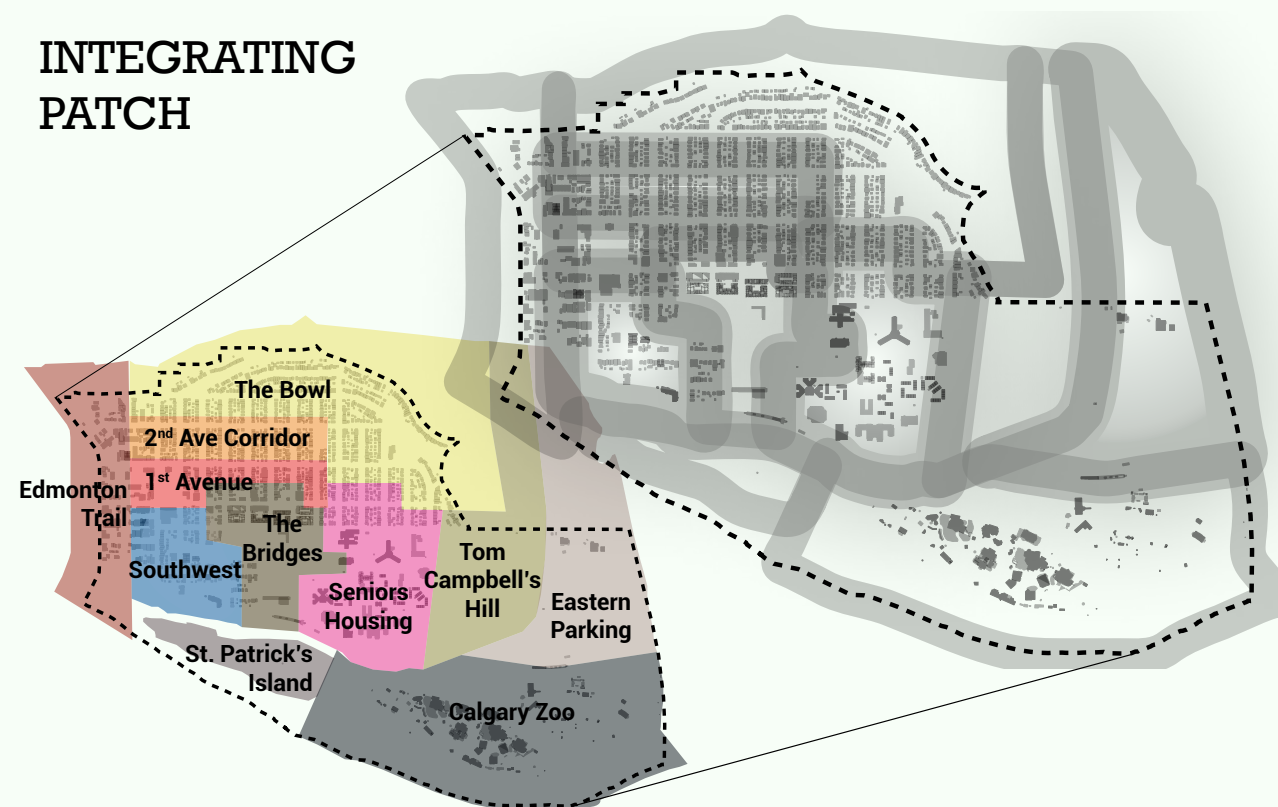 INTEGRATING
PATCH
The Bowl
2nd Ave Corridor
1st Avenue
Edmonton
Trail
The
Bridges
Southwest
Tom
Campbell's
Hill
Seniors
Housing
Eastern
Parking
St. Patrick's
Island
Calgary Zoo